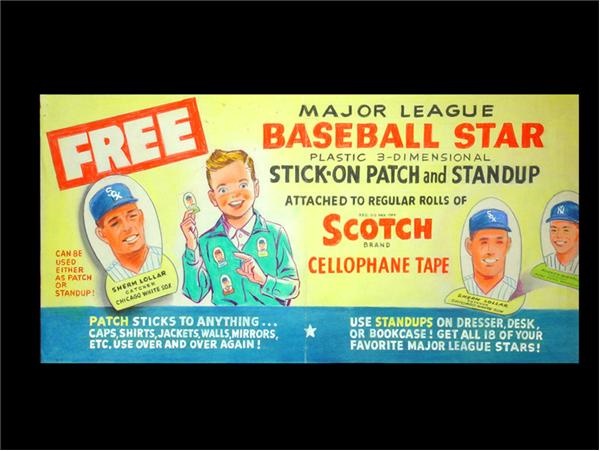 FREE
MAJOR LEAGUE
BASEBALL STAR
PLASTIC 3-DIMENSIONAL
STICK-ON PATCH and STANDUP
ATTACHED TO REGULAR ROLLS OF
SCOTCH
BRAND
CELLOPHANE TAPE
SOX
CAN BE
USED
EITHER
AS PATCH
OR
STANDUP!
SHERM LOLLAR
CATCHER
CHICAGO WHITE SOX
SOX
SHERM LOLLAR
NY
PATCH STICKS TO ANYTHING...
CAPS, SHIRTS, JACKETS, WALLS, MIRRORS,
ETC. USE OVER AND OVER AGAIN!
USE STANDUPS ON DRESSER, DESK,
OR BOOKCASE! GET ALL 18 OF YOUR
FAVORITE MAJOR LEAGUE STARS!